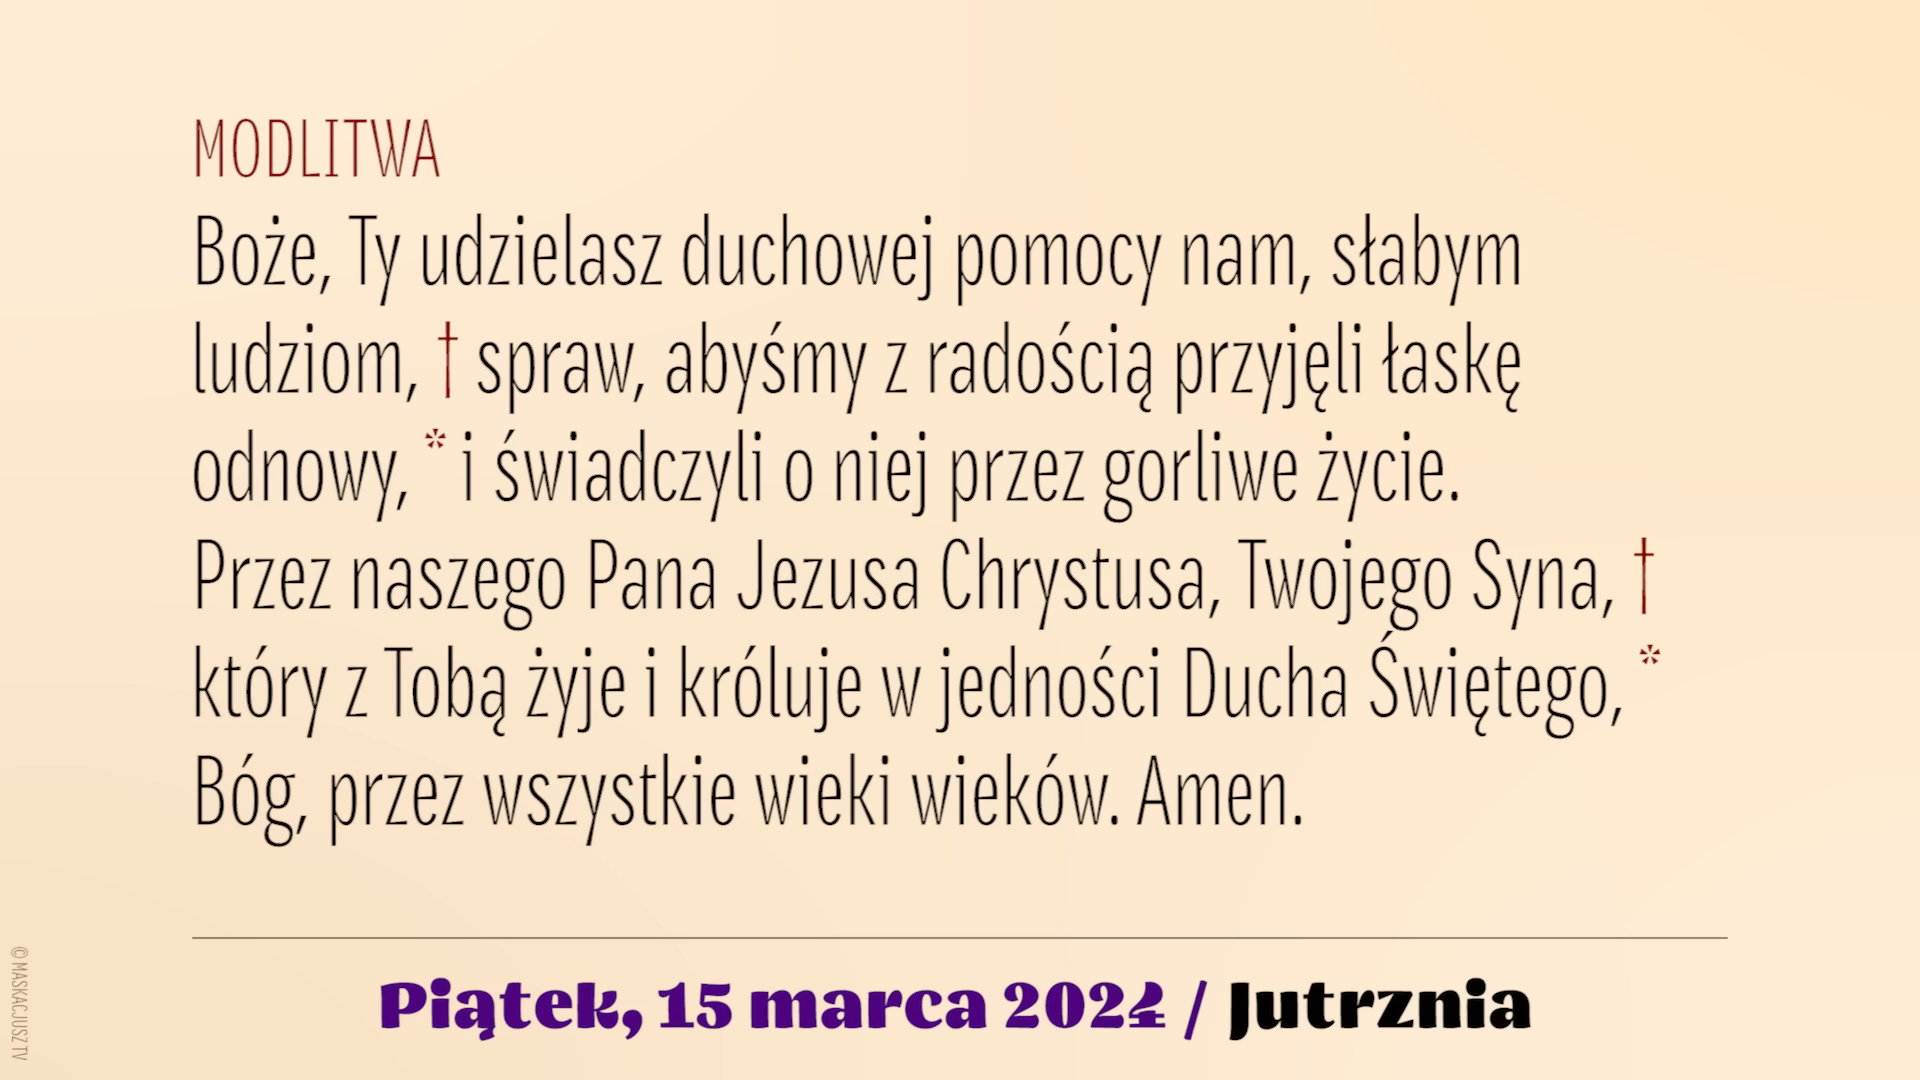 MODLITWA
Boże, Ty udzielasz duchowej pomocy nam, słabym
ludziom, † spraw, abyśmy z radością przyjęli łaskę
odnowy, * i świadczyli o niej przez gorliwe życie.
Przez naszego Pana Jezusa Chrystusa, Twojego Syna, †
który z Tobą żyje i króluje w jedności Ducha Świętego, *
Bóg, przez wszystkie wieki wieków. Amen.
Piątek, 15 marca 2024 / Jutrznia
© MASKACJUSZ TV